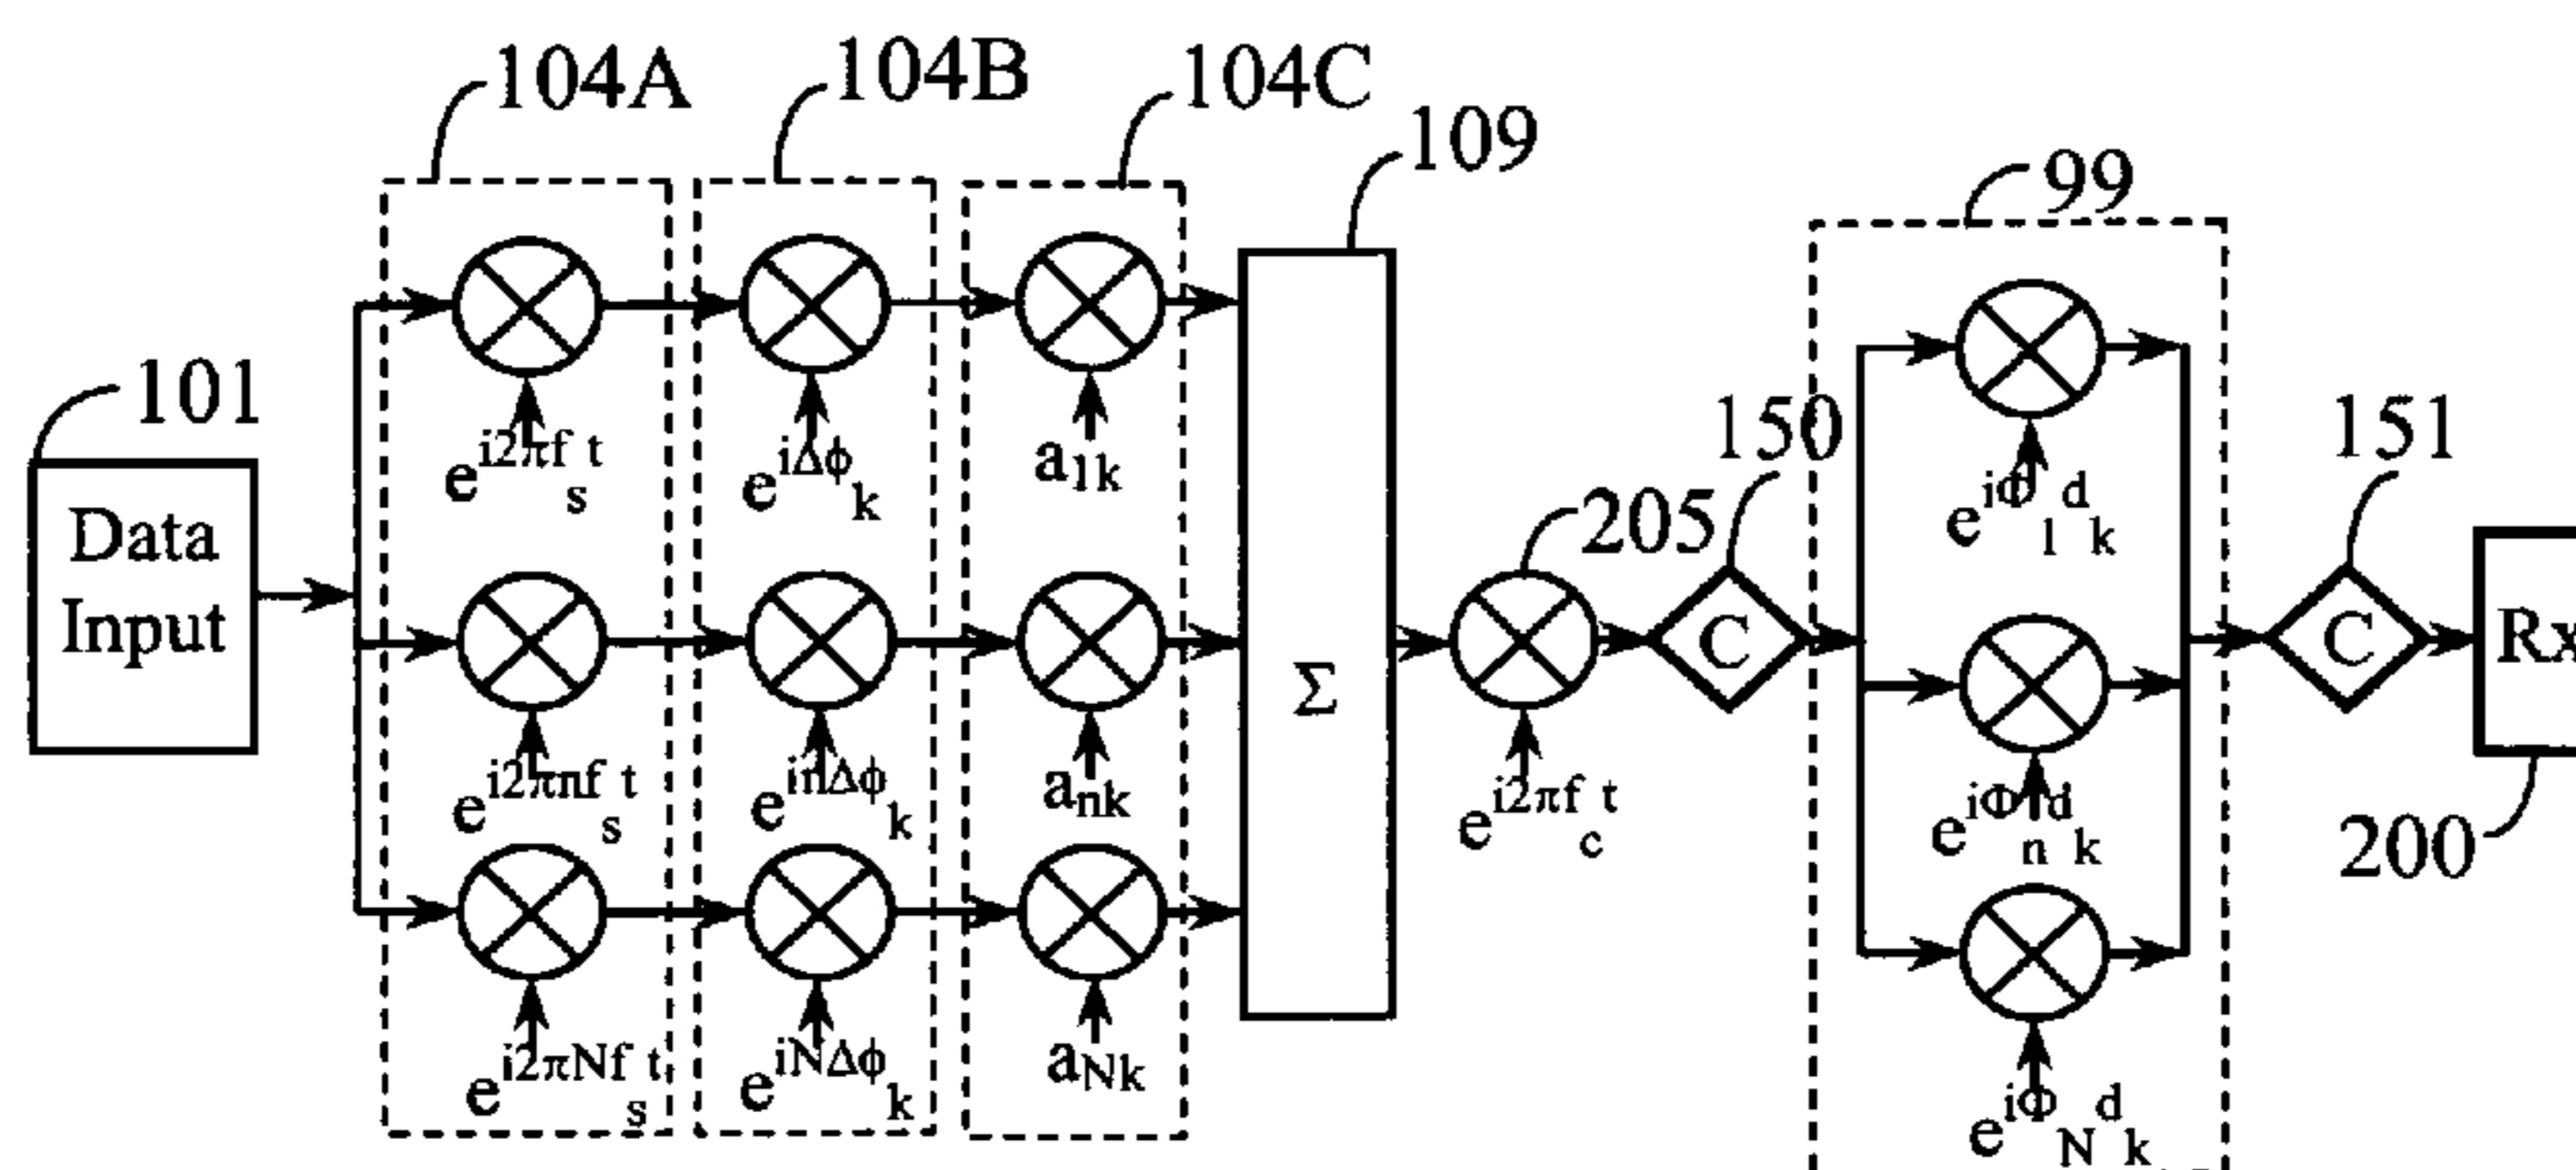 104A
104B
104C
109
99
101
Data
Input
e^{i2πf_s t}
e^{iΔϕ_k}
a_{1k}
150
151
205
e^{iΦ_1 d_k}
Σ
C
C
Rx
e^{i2πnf_s t}
e^{inΔϕ_k}
a_{nk}
e^{i2πf_c t}
e^{iΦ_n d_k}
200
e^{i2πNf_s t}
e^{iNΔϕ_k}
a_{Nk}
e^{iΦ_N d_k}